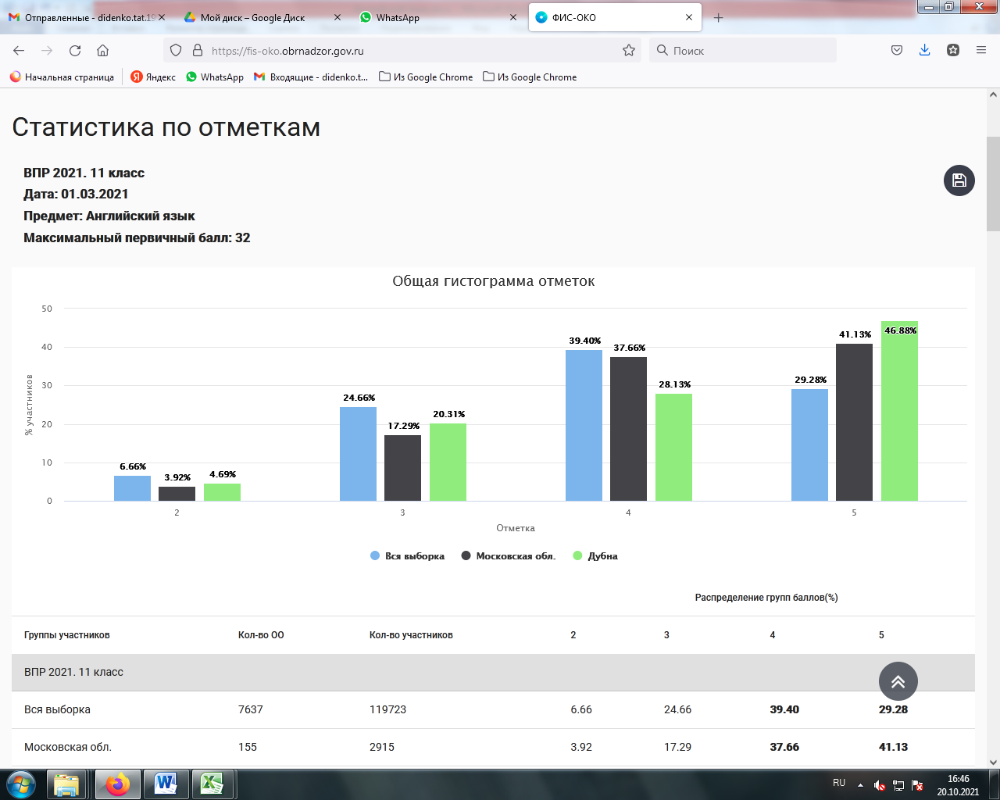 Отправленные - didenko.tat.19
Мой диск – Google Диск
WhatsApp
ФИС-ОКО
https://fis-oko.obrnadzor.gov.ru
Поиск
Начальная страница
Яндекс
WhatsApp
Входящие - didenko.t...
Из Google Chrome
Из Google Chrome
Статистика по отметкам
ВПР 2021. 11 класс
Дата: 01.03.2021
Предмет: Английский язык
Максимальный первичный балл: 32
Общая гистограмма отметок
% участников
50
40
30
20
10
0
6.66%
3.92%
4.69%
24.66%
17.29%
20.31%
39.40%
37.66%
28.13%
29.28%
41.13%
46.88%
2
3
4
5
Отметка
Вся выборка
Московская обл.
Дубна
Распределение групп баллов(%)
Группы участников Кол-во ОО Кол-во участников 2 3 4 5
ВПР 2021. 11 класс
Вся выборка 7637 119723 6.66 24.66 39.40 29.28
Московская обл. 155 2915 3.92 17.29 37.66 41.13
RU
16:46
20.10.2021